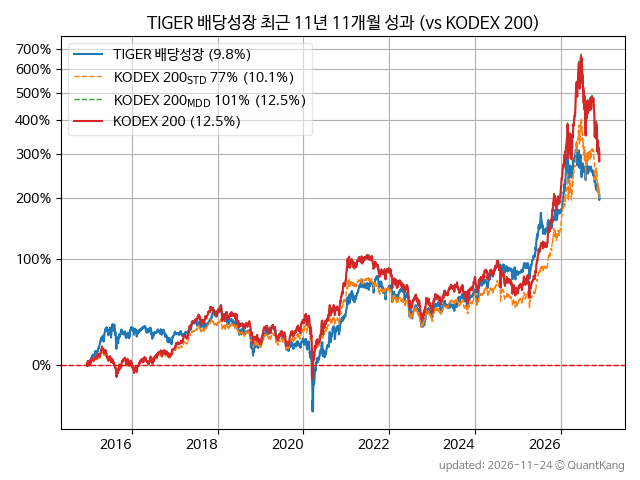 TIGER 배당성장 최근 11년 11개월 성과 (vs KODEX 200)
700%
600%
500%
400%
300%
200%
100%
0%
TIGER 배당성장 (9.8%)
KODEX 200STD 77% (10.1%)
KODEX 200MDD 101% (12.5%)
KODEX 200 (12.5%)
2016 2018 2020 2022 2024 2026
updated: 2026-11-24 © QuantKang